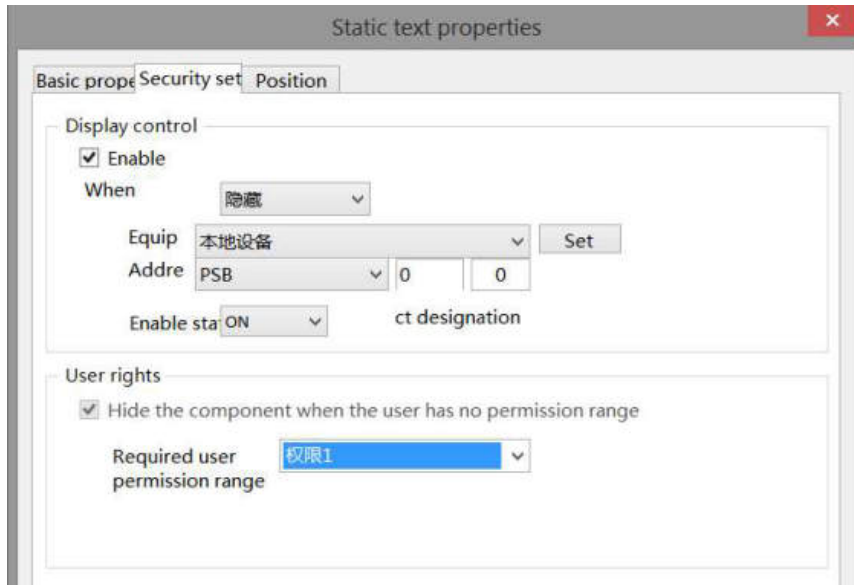 Static text properties
Basic prope Security set Position
Display control
Enable
When 隐藏
Equip 本地设备 Set
Addre PSB 0 0
Enable sta ON ct designation
User rights
Hide the component when the user has no permission range
Required user 权限1
permission range